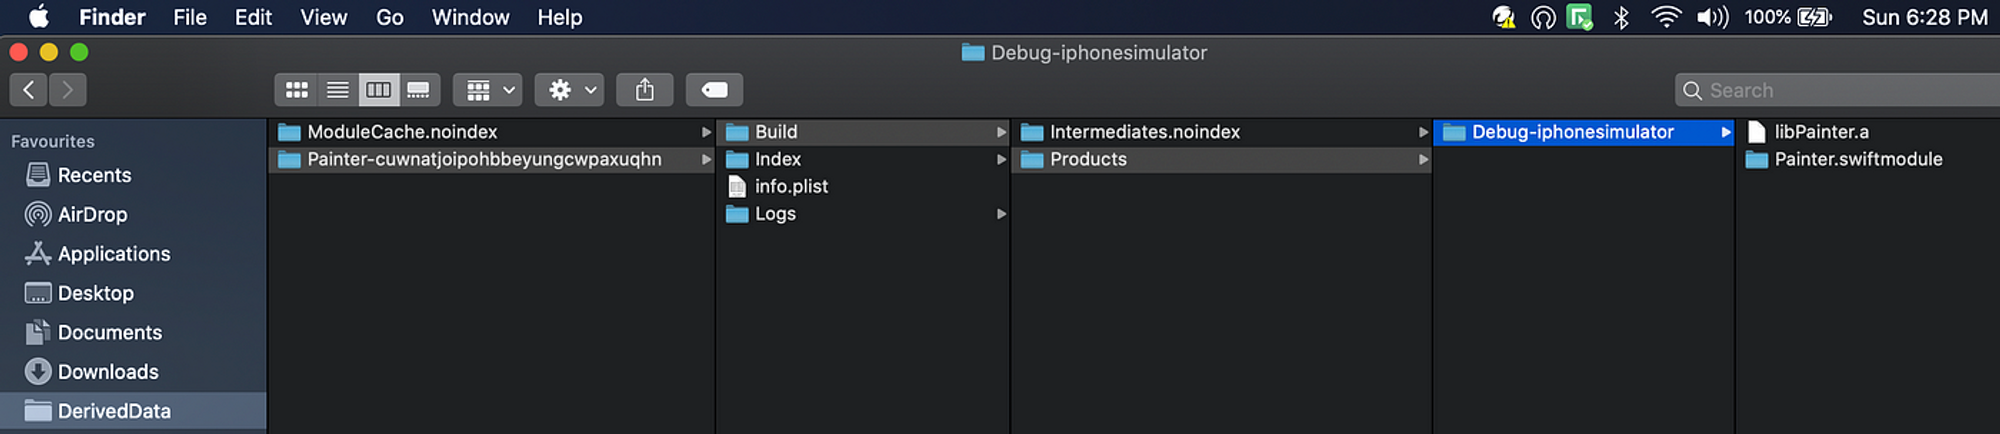 Finder File Edit View Go Window Help 100% Sun 6:28 PM
Debug-iphonesimulator
Search
Favourites
Recents
AirDrop
Applications
Desktop
Documents
Downloads
DerivedData
ModuleCache.noindex
Painter-cuwnatjoipohbbeyungcwpaxuqhn
Build
Index
info.plist
Logs
Intermediates.noindex
Products
Debug-iphonesimulator
libPainter.a
Painter.swiftmodule